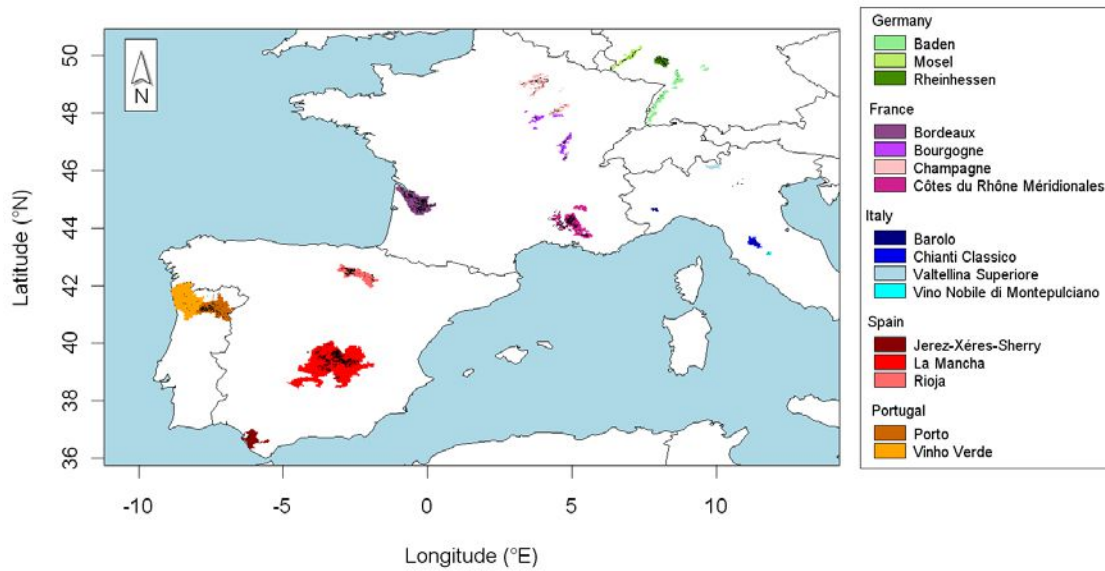 N
Latitude (°N)
50
48
46
44
42
40
38
36
-10
-5
0
5
10
Longitude (°E)
Germany
Baden
Mosel
Rheinhessen
France
Bordeaux
Bourgogne
Champagne
Côtes du Rhône Méridionales
Italy
Barolo
Chianti Classico
Valtellina Superiore
Vino Nobile di Montepulciano
Spain
Jerez-Xéres-Sherry
La Mancha
Rioja
Portugal
Porto
Vinho Verde